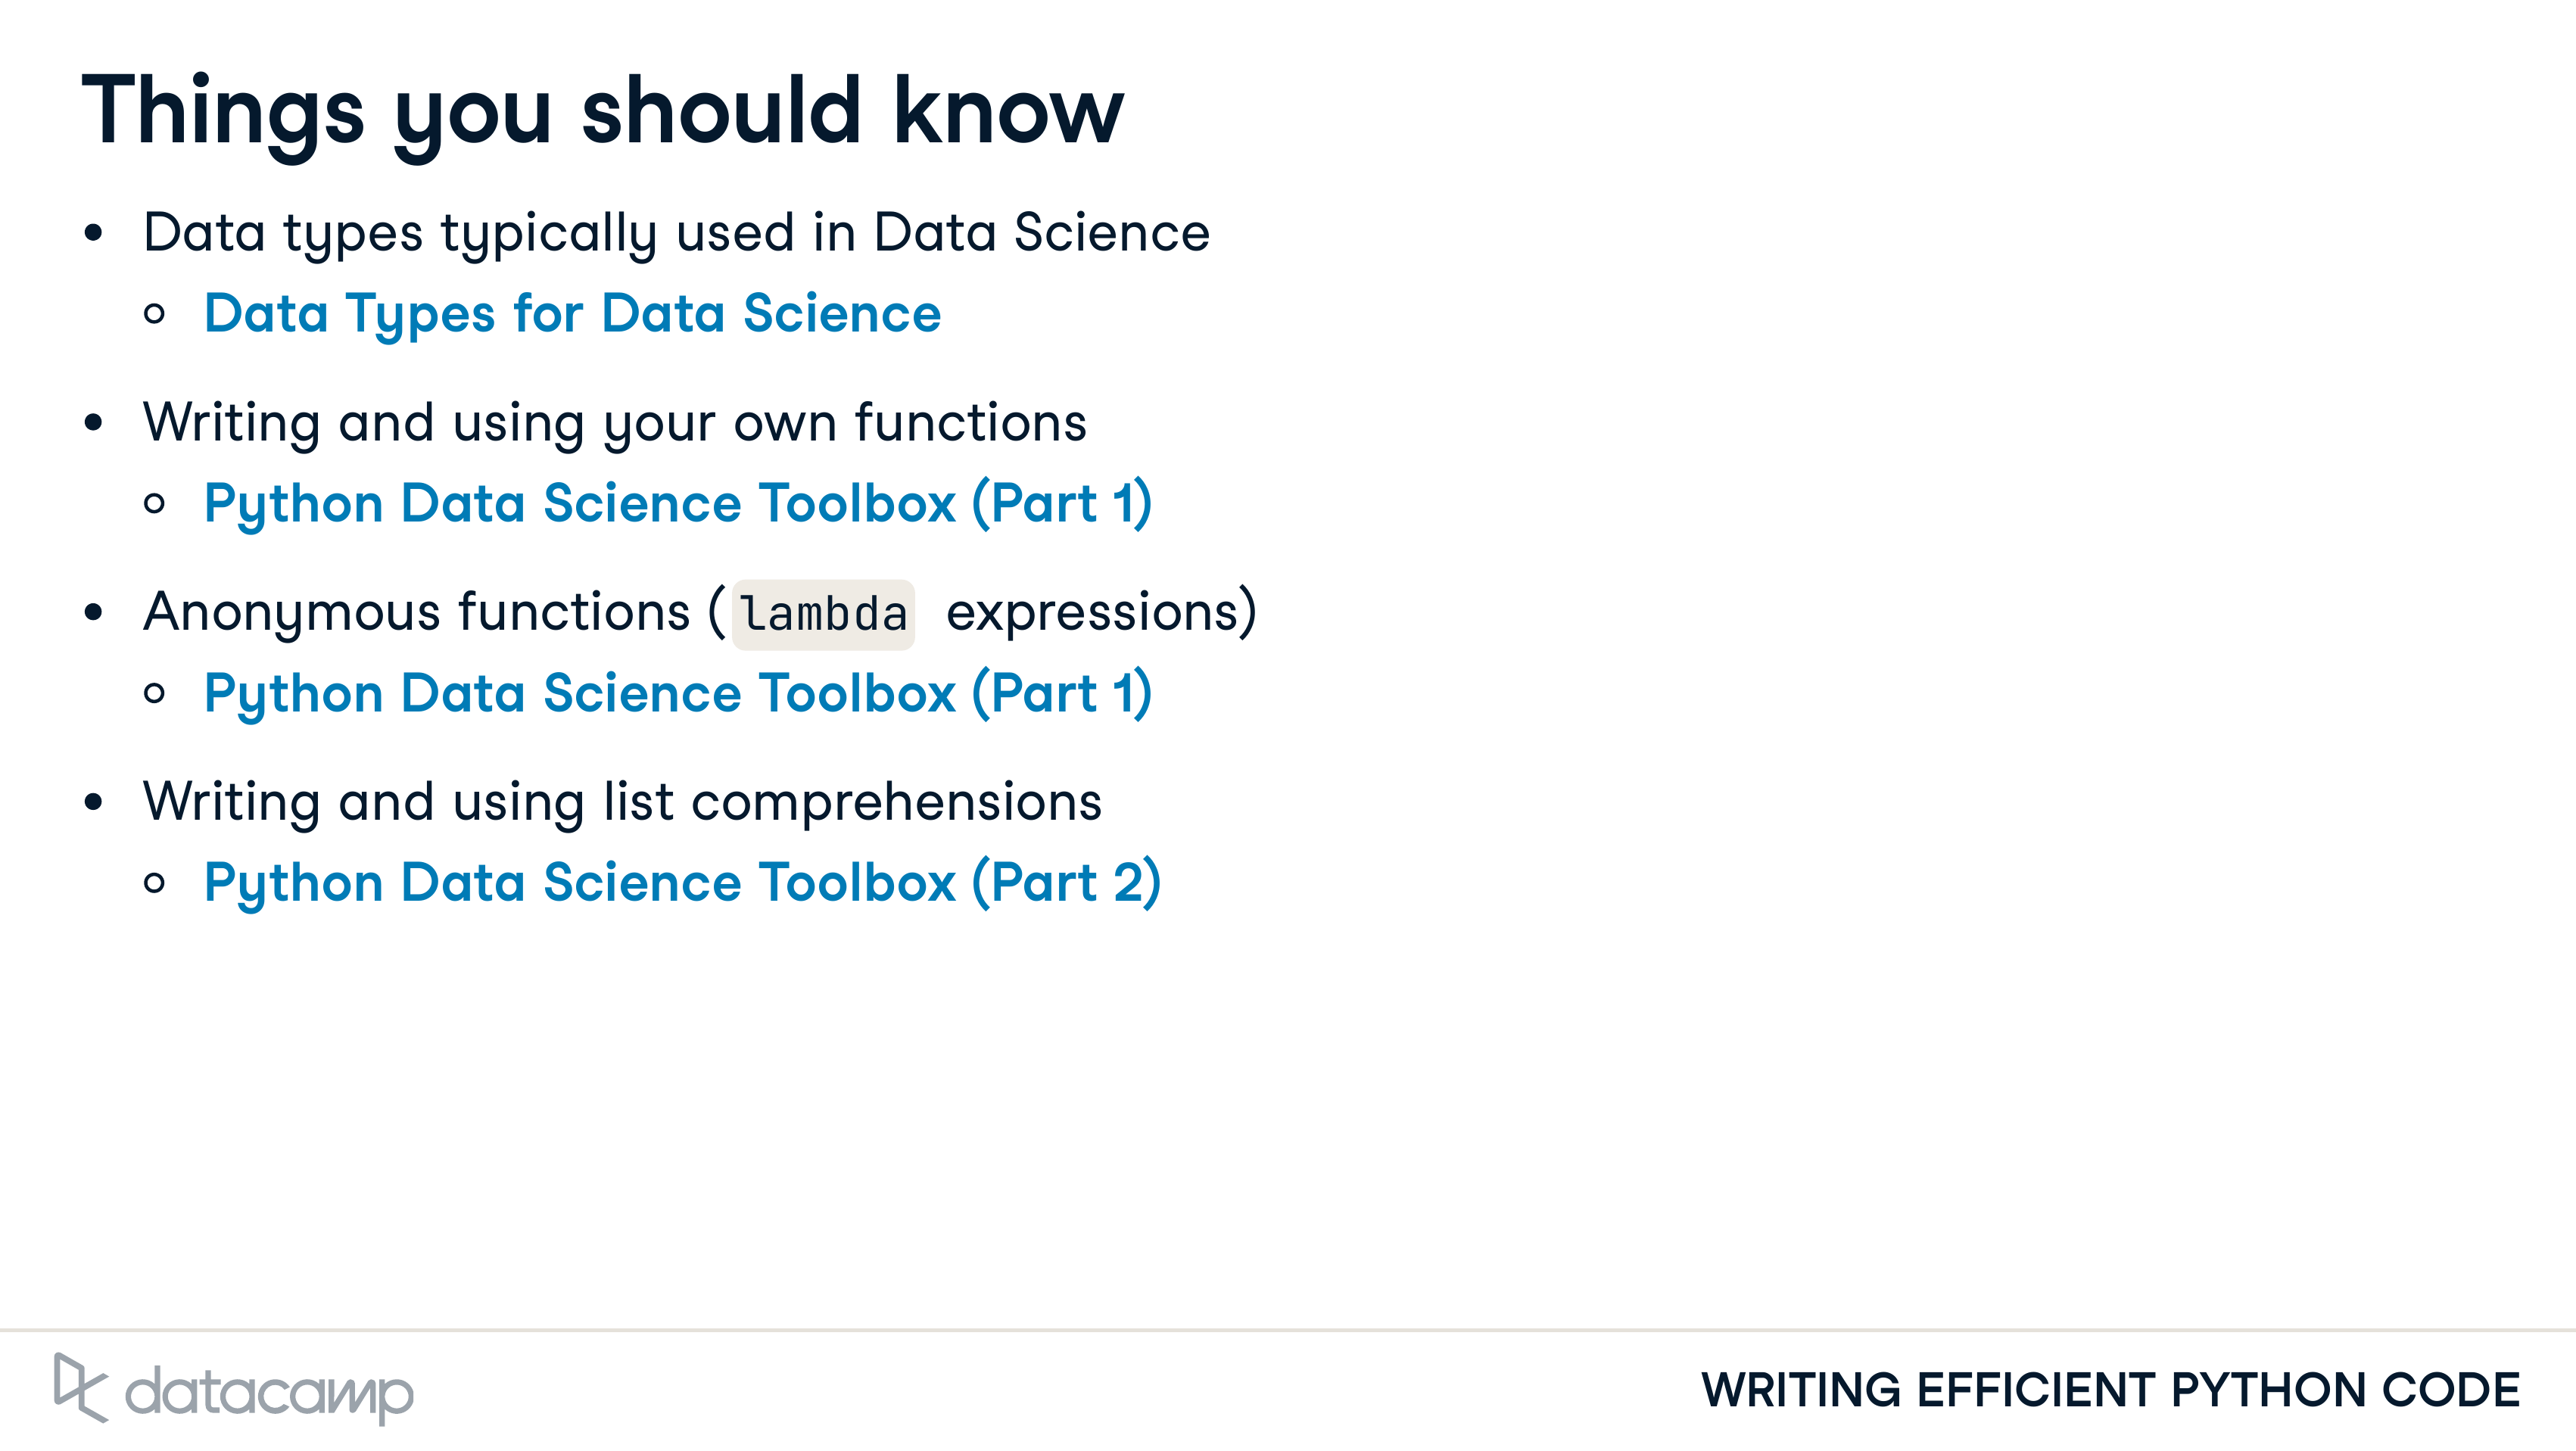 Things you should know
• Data types typically used in Data Science
◦ Data Types for Data Science
• Writing and using your own functions
◦ Python Data Science Toolbox (Part 1)
• Anonymous functions (lambda expressions)
◦ Python Data Science Toolbox (Part 1)
• Writing and using list comprehensions
◦ Python Data Science Toolbox (Part 2)
datacamp
WRITING EFFICIENT PYTHON CODE